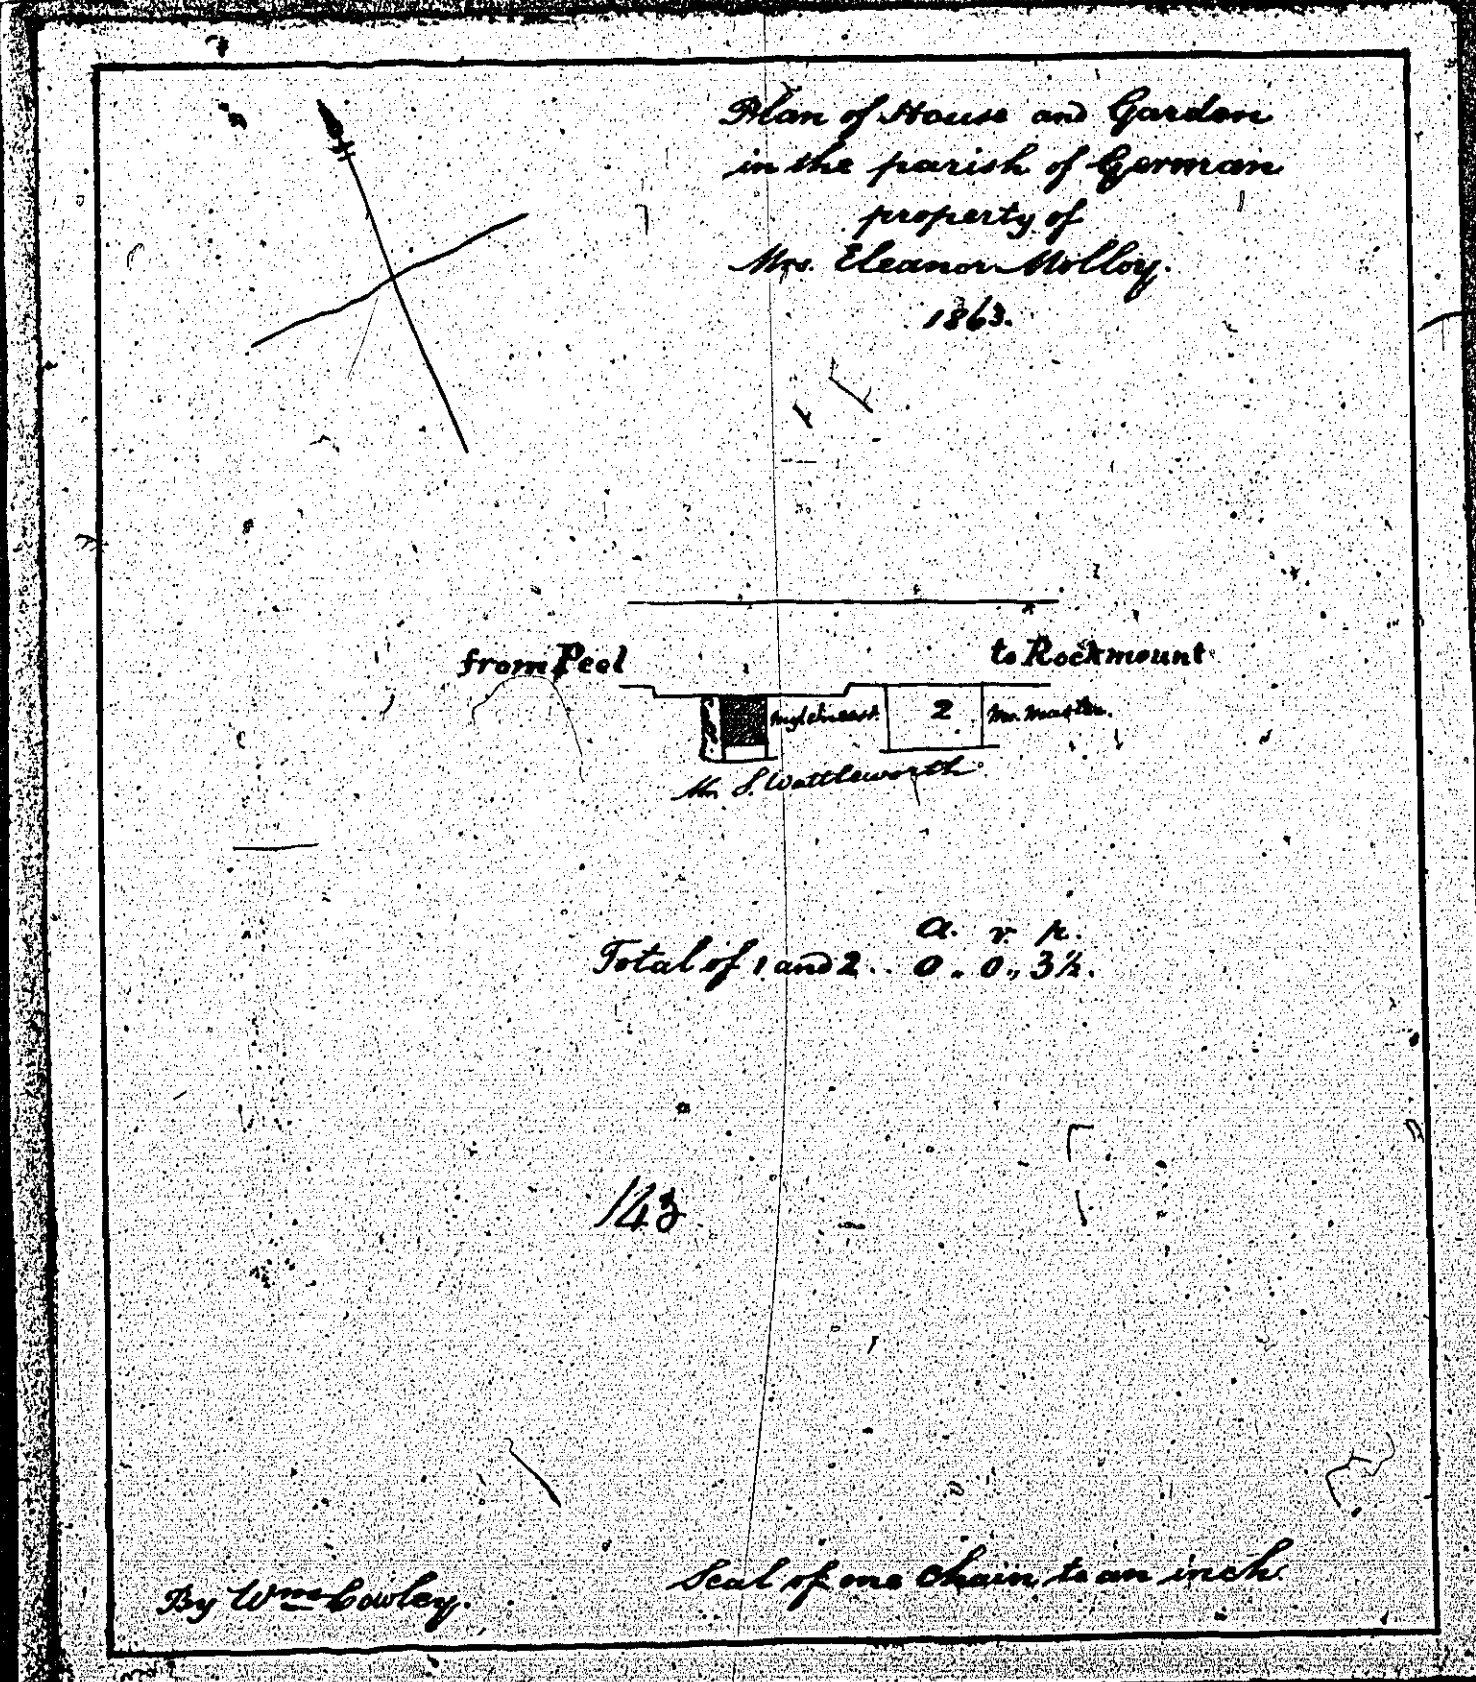 Plan of House and Garden
in the parish of German
property of
Mrs. Eleanor Molloy.
1863.
from Peel
to Rockmount
2
Mr. S. Wattleworth
a. r. p.
Total of 1 and 2 .. 0 .. 0 .. 3½.
143
By Wm Cowley.
Scal of one chain to an inch